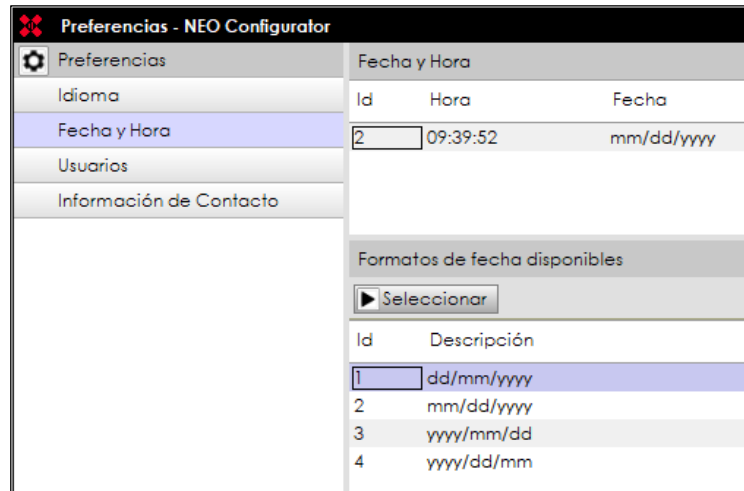 Preferencias - NEO Configurator
Preferencias
Idioma
Fecha y Hora
Usuarios
Información de Contacto
Fecha y Hora
Id Hora Fecha
2 09:39:52 mm/dd/yyyy
Formatos de fecha disponibles
Seleccionar
Id Descripción
1 dd/mm/yyyy
2 mm/dd/yyyy
3 yyyy/mm/dd
4 yyyy/dd/mm